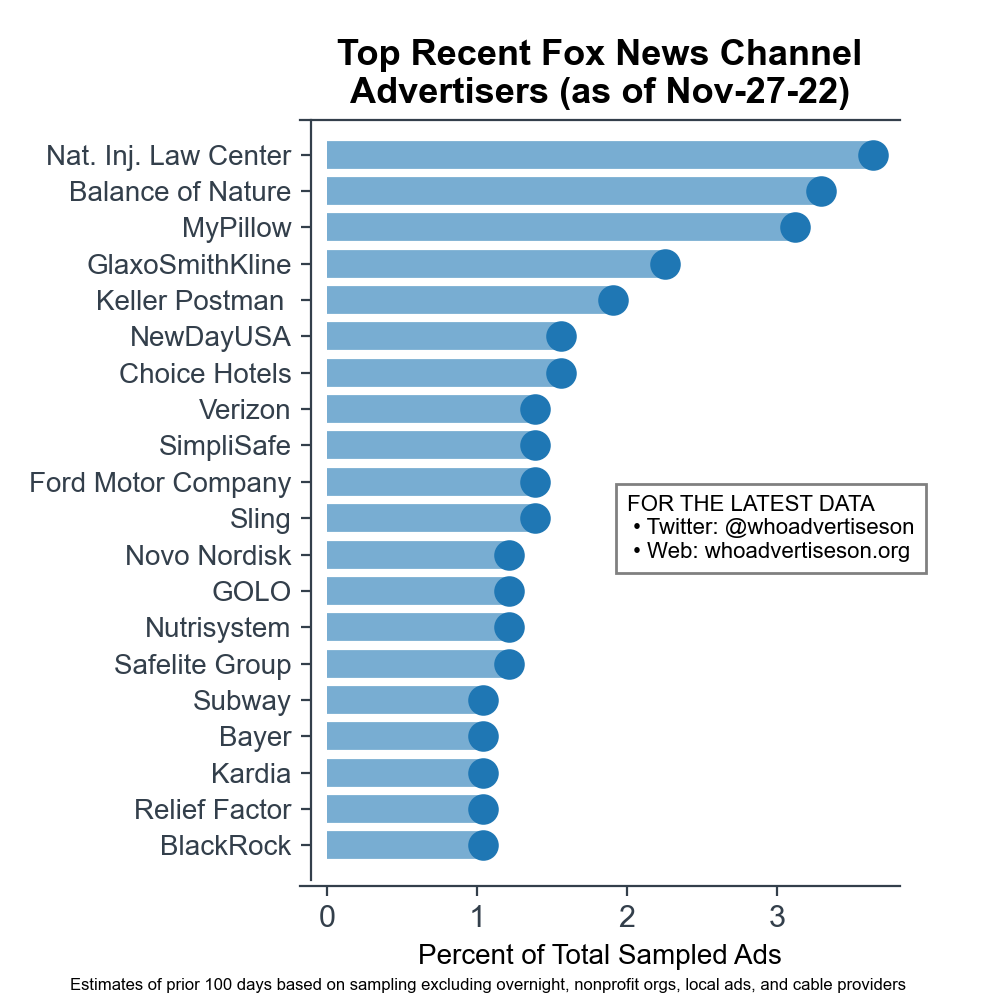 Top Recent Fox News Channel
Advertisers (as of Nov-27-22)
Nat. Inj. Law Center
Balance of Nature
MyPillow
GlaxoSmithKline
Keller Postman
NewDayUSA
Choice Hotels
Verizon
SimpliSafe
Ford Motor Company
Sling
Novo Nordisk
GOLO
Nutrisystem
Safelite Group
Subway
Bayer
Kardia
Relief Factor
BlackRock
FOR THE LATEST DATA
• Twitter: @whoadvertiseson
• Web: whoadvertiseson.org
0 1 2 3
Percent of Total Sampled Ads
Estimates of prior 100 days based on sampling excluding overnight, nonprofit orgs, local ads, and cable providers